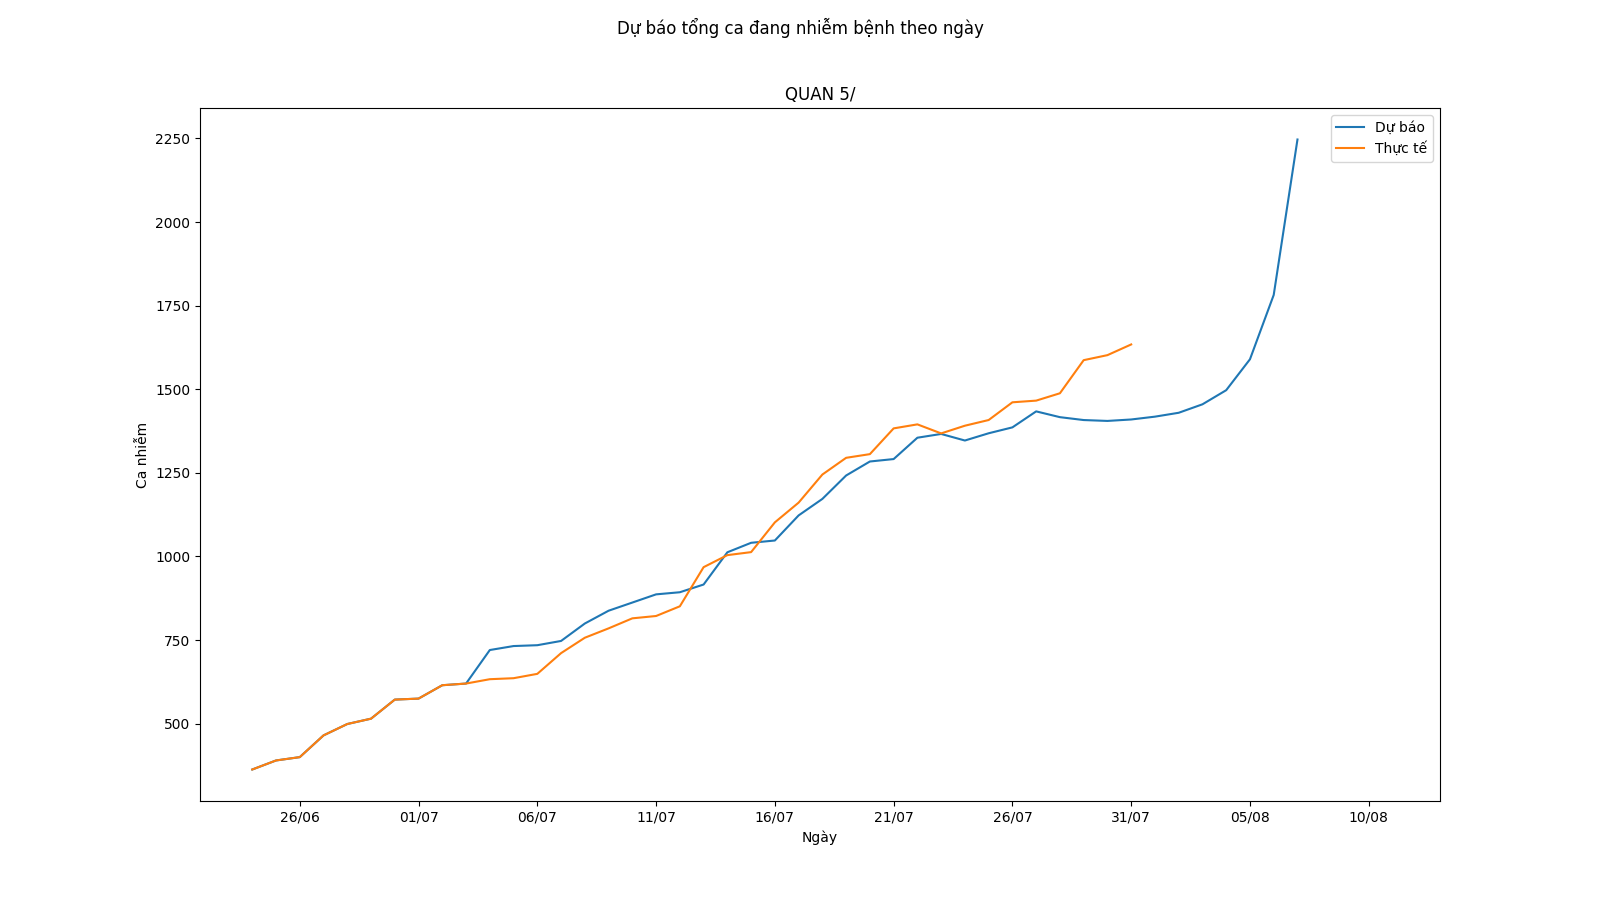 Dự báo tổng ca đang nhiễm bệnh theo ngày
QUAN 5/
Dự báo
Thực tế
2250
2000
1750
1500
1250
1000
750
500
Ca nhiễm
26/06 01/07 06/07 11/07 16/07 21/07 26/07 31/07 05/08 10/08
Ngày